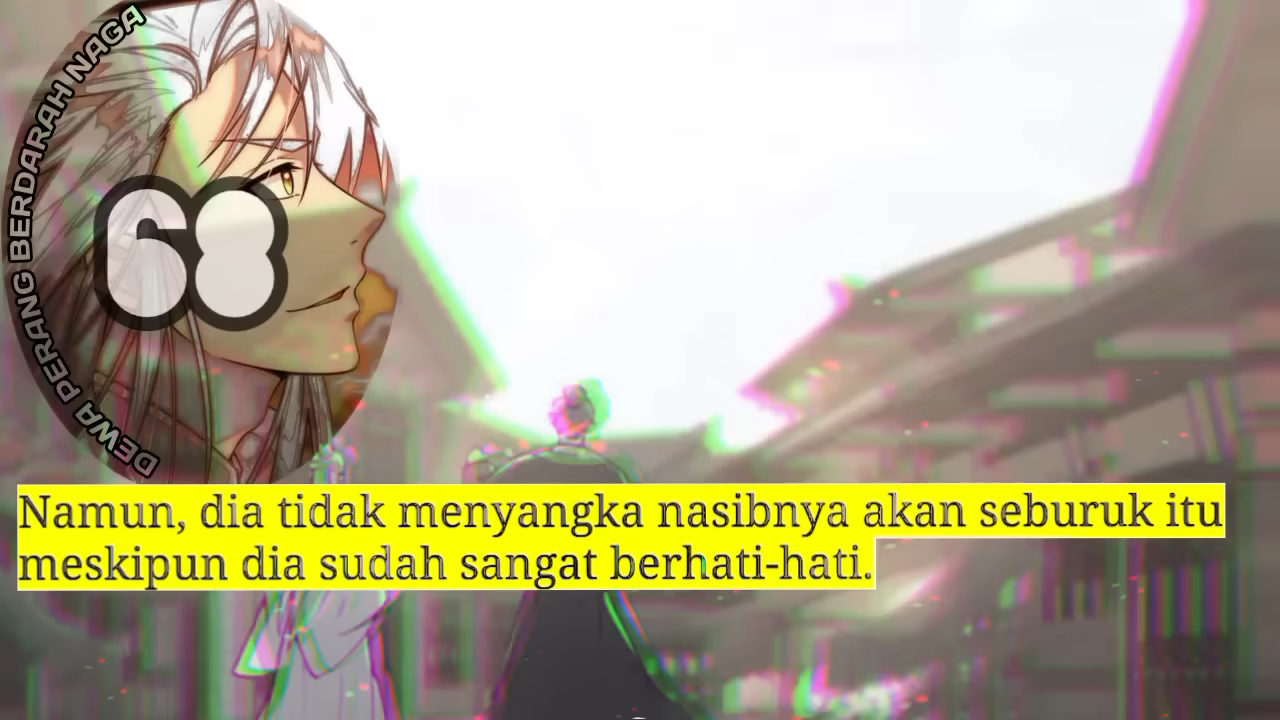 DEWA PERANG BERDARAH NAGA
68
Namun, dia tidak menyangka nasibnya akan seburuk itu
meskipun dia sudah sangat berhati-hati.